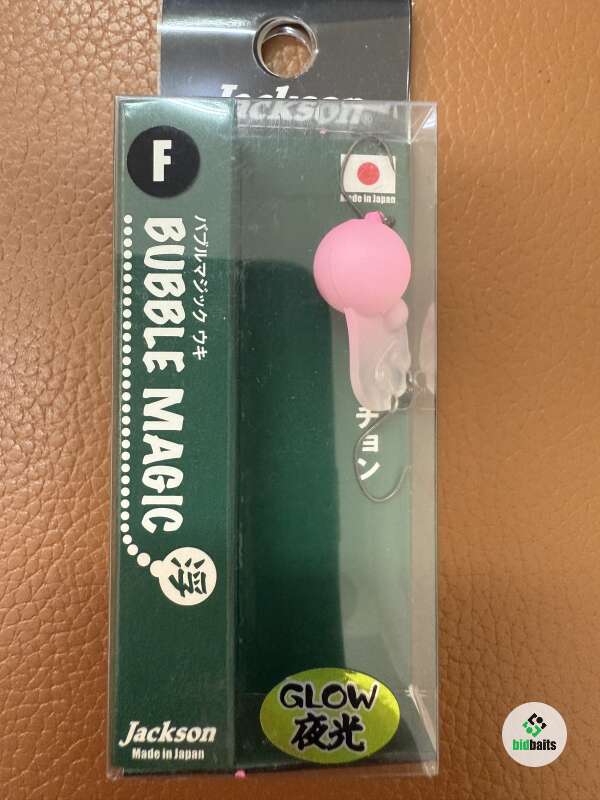 Jackson
F
Made in Japan
バブルマジック ウキ
BUBBLE MAGIC
浮
チョン
GLOW
夜光
Jackson
Made in Japan
bidbaits